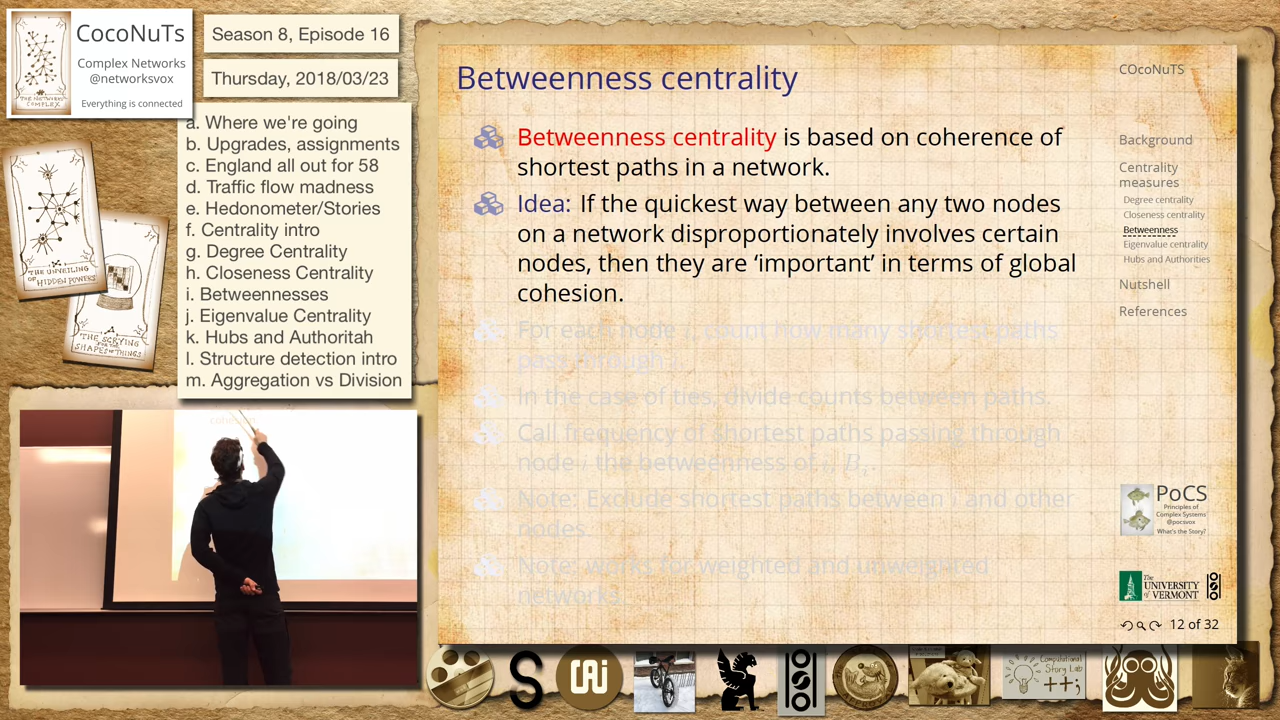 CocoNuTs
Complex Networks
@networksvox
Everything is connected
Season 8, Episode 16
Thursday, 2018/03/23
a. Where we're going
b. Upgrades, assignments
c. England all out for 58
d. Traffic flow madness
e. Hedonometer/Stories
f. Centrality intro
g. Degree Centrality
h. Closeness Centrality
i. Betweennesses
j. Eigenvalue Centrality
k. Hubs and Authoritah
l. Structure detection intro
m. Aggregation vs Division
THE UNVEILING
OF HIDDEN POWERS
THE SCRYING
FOR THE
SHAPES OF THINGS
Betweenness centrality
Betweenness centrality is based on coherence of
shortest paths in a network.
Idea: If the quickest way between any two nodes
on a network disproportionately involves certain
nodes, then they are ‘important’ in terms of global
cohesion.
For each node i, count how many shortest paths
pass through i.
In the case of ties, divide counts between paths.
Call frequency of shortest paths passing through
node i the betweenness of i, Bᵢ.
Note: Exclude shortest paths between i and other
nodes.
Note: works for weighted and unweighted
networks.
COcoNuTS
Background
Centrality
measures
Degree centrality
Closeness centrality
Betweenness
Eigenvalue centrality
Hubs and Authorities
Nutshell
References
PoCS
Principles of
Complex Systems
@pocsvox
What's the Story?
The
UNIVERSITY
of VERMONT
12 of 32
Computational
Story Lab
++;